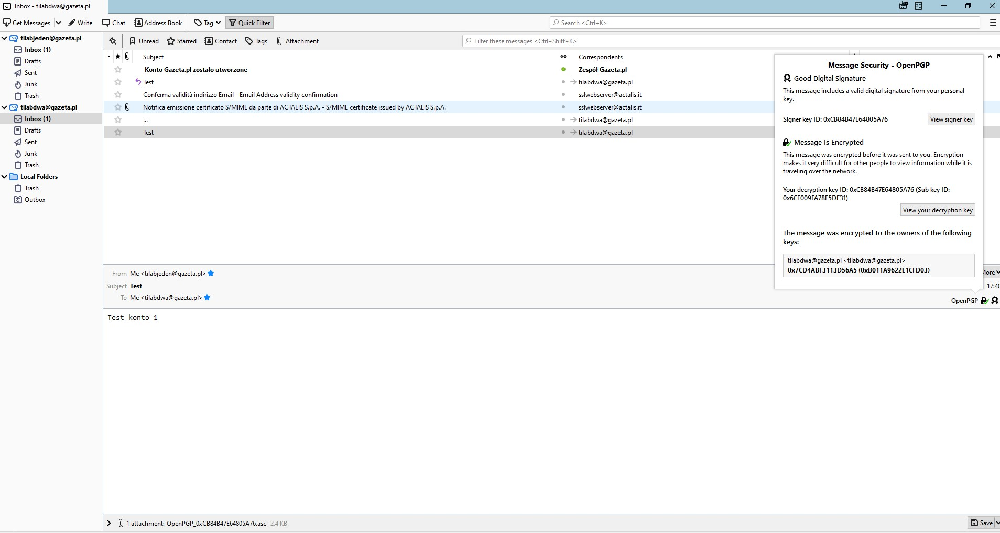 Inbox - tilabdwa@gazeta.pl
Get Messages Write Chat Address Book Tag Quick Filter Search <Ctrl+K>
tilabjeden@gazeta.pl
Inbox (1)
Drafts
Sent
Junk
Trash
tilabdwa@gazeta.pl
Inbox (1)
Drafts
Sent
Junk
Trash
Local Folders
Trash
Outbox
Unread Starred Contact Tags Attachment Filter these messages <Ctrl+Shift+K>
Subject Correspondents
Konto Gazeta.pl zostało utworzone Zespół Gazeta.pl
Test tilabdwa@gazeta.pl
Conferma validità indirizzo Email - Email Address validity confirmation sslwebserver@actalis.it
Notifica emissione certificato S/MIME da parte di ACTALIS S.p.A. - S/MIME certificate issued by ACTALIS S.p.A. sslwebserver@actalis.it
... tilabdwa@gazeta.pl
Test tilabdwa@gazeta.pl
Message Security - OpenPGP
Good Digital Signature
This message includes a valid digital signature from your personal
key.
Signer key ID: 0xCB84B47E64805A76 View signer key
Message Is Encrypted
This message was encrypted before it was sent to you. Encryption
makes it very difficult for other people to view information while it is
traveling over the network.
Your decryption key ID: 0xCB84B47E64805A76 (Sub key ID:
0x6CE009FA78E5DF31)
View your decryption key
The message was encrypted to the owners of the following
keys:
tilabdwa@gazeta.pl <tilabdwa@gazeta.pl>
0x7CD4ABF3113D56A5 (0xB011A9622E1CFD03)
From Me <tilabjeden@gazeta.pl> More
Subject Test 17:40
To Me <tilabdwa@gazeta.pl> OpenPGP
Test konto 1
1 attachment: OpenPGP_0xCB84B47E64805A76.asc 2,4 KB Save